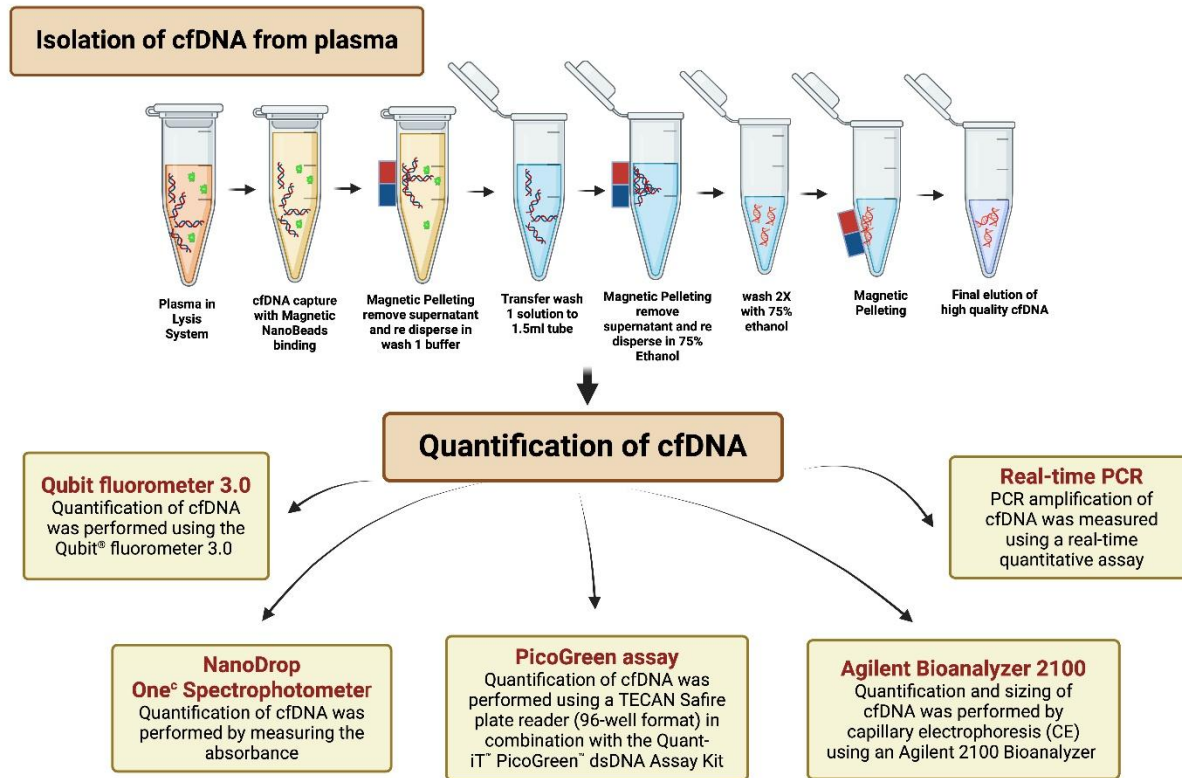 Isolation of cfDNA from plasma
Plasma in
Lysis
System
cfDNA capture
with Magnetic
NanoBeads
binding
Magnetic Pelleting
remove supernatant
and re disperse in
wash 1 buffer
Transfer wash
1 solution to
1.5ml tube
Magnetic Pelleting
remove
supernatant and re
disperse in 75%
Ethanol
wash 2X
with 75%
ethanol
Magnetic
Pelleting
Final elution of
high quality cfDNA
Quantification of cfDNA
Qubit fluorometer 3.0
Quantification of cfDNA
was performed using the
Qubit® fluorometer 3.0
Real-time PCR
PCR amplification of
cfDNA was measured
using a real-time
quantitative assay
NanoDrop
Oneᶜ Spectrophotometer
Quantification of cfDNA was
performed by measuring the
absorbance
PicoGreen assay
Quantification of cfDNA was
performed using a TECAN Safire
plate reader (96-well format) in
combination with the Quant-
iT™ PicoGreen™ dsDNA Assay Kit
Agilent Bioanalyzer 2100
Quantification and sizing of
cfDNA was performed by
capillary electrophoresis (CE)
using an Agilent 2100 Bioanalyzer